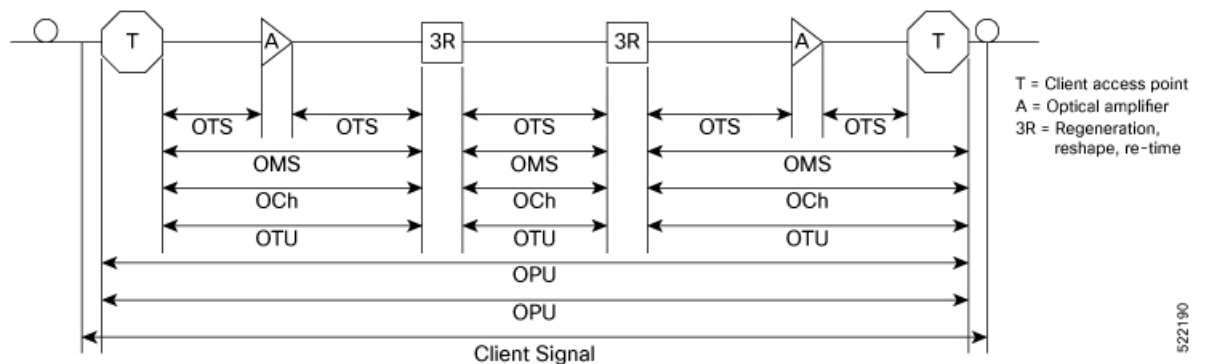 T
A
3R
3R
A
T
T = Client access point
A = Optical amplifier
3R = Regeneration,
reshape, re-time
OTS
OTS
OTS
OTS
OTS
OMS
OMS
OMS
OCh
OCh
OCh
OTU
OTU
OTU
OPU
OPU
Client Signal
522190